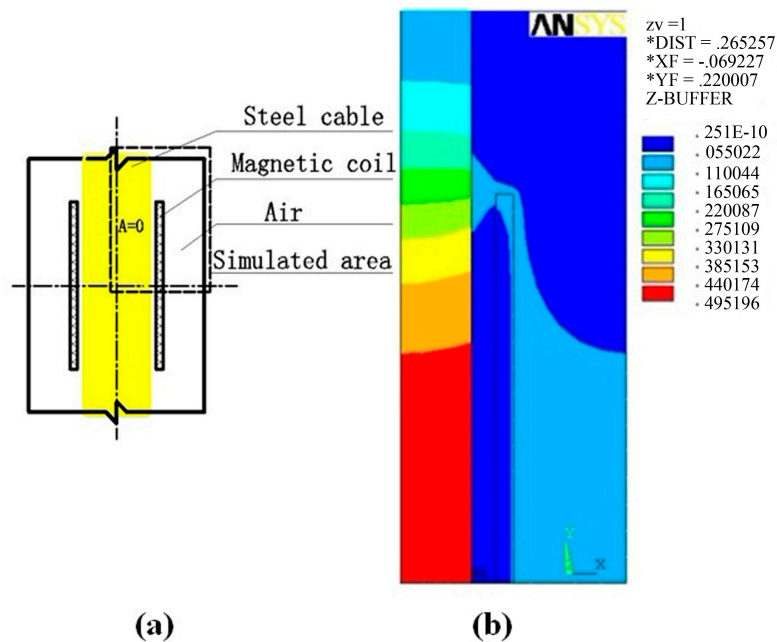 Steel cable
Magnetic coil
Air
Simulated area
A=0
(a)
ANSYS
zv =1
*DIST = .265257
*XF = -.069227
*YF = .220007
Z-BUFFER
.251E-10
.055022
.110044
.165065
.220087
.275109
.330131
.385153
.440174
.495196
Y
X
(b)